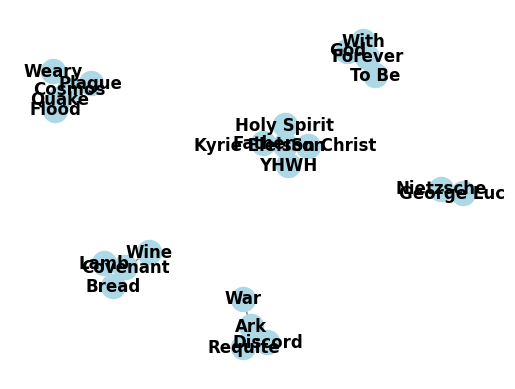 With
God
Forever
To Be
Weary
Plague
Cosmos
Quake
Flood
Holy Spirit
Father
Kyrie Eleison Christ
Son
YHWH
Nietzsche
George Luc
Wine
Lamb
Covenant
Bread
War
Ark
Discord
Requite